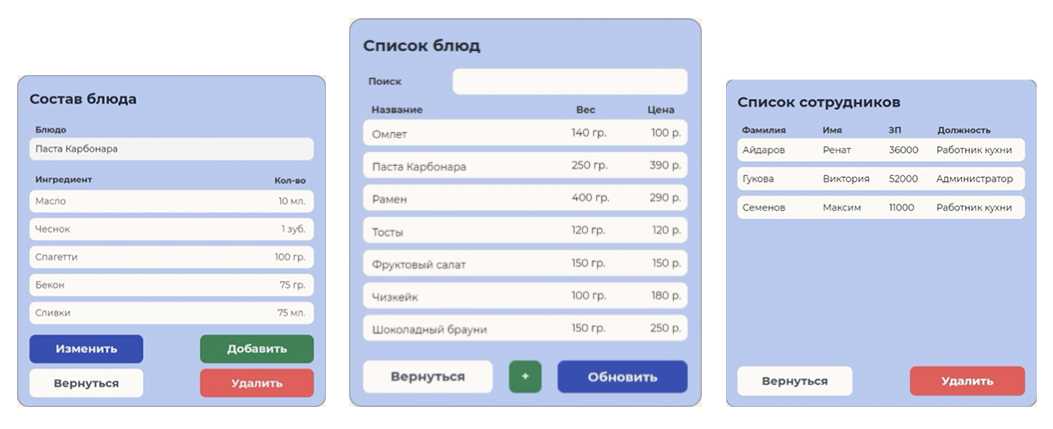 Состав блюда
Блюдо
Паста Карбонара
Ингредиент Кол-во
Масло 10 мл.
Чеснок 1 зуб.
Спагетти 100 гр.
Бекон 75 гр.
Сливки 75 мл.
Изменить Добавить
Вернуться Удалить
Список блюд
Поиск
Название Вес Цена
Омлет 140 гр. 100 р.
Паста Карбонара 250 гр. 390 р.
Рамен 400 гр. 290 р.
Тосты 120 гр. 120 р.
Фруктовый салат 150 гр. 150 р.
Чизкейк 100 гр. 180 р.
Шоколадный брауни 150 гр. 250 р.
Вернуться + Обновить
Список сотрудников
Фамилия Имя ЗП Должность
Айдаров Ренат 36000 Работник кухни
Гукова Виктория 52000 Администратор
Семенов Максим 11000 Работник кухни
Вернуться Удалить